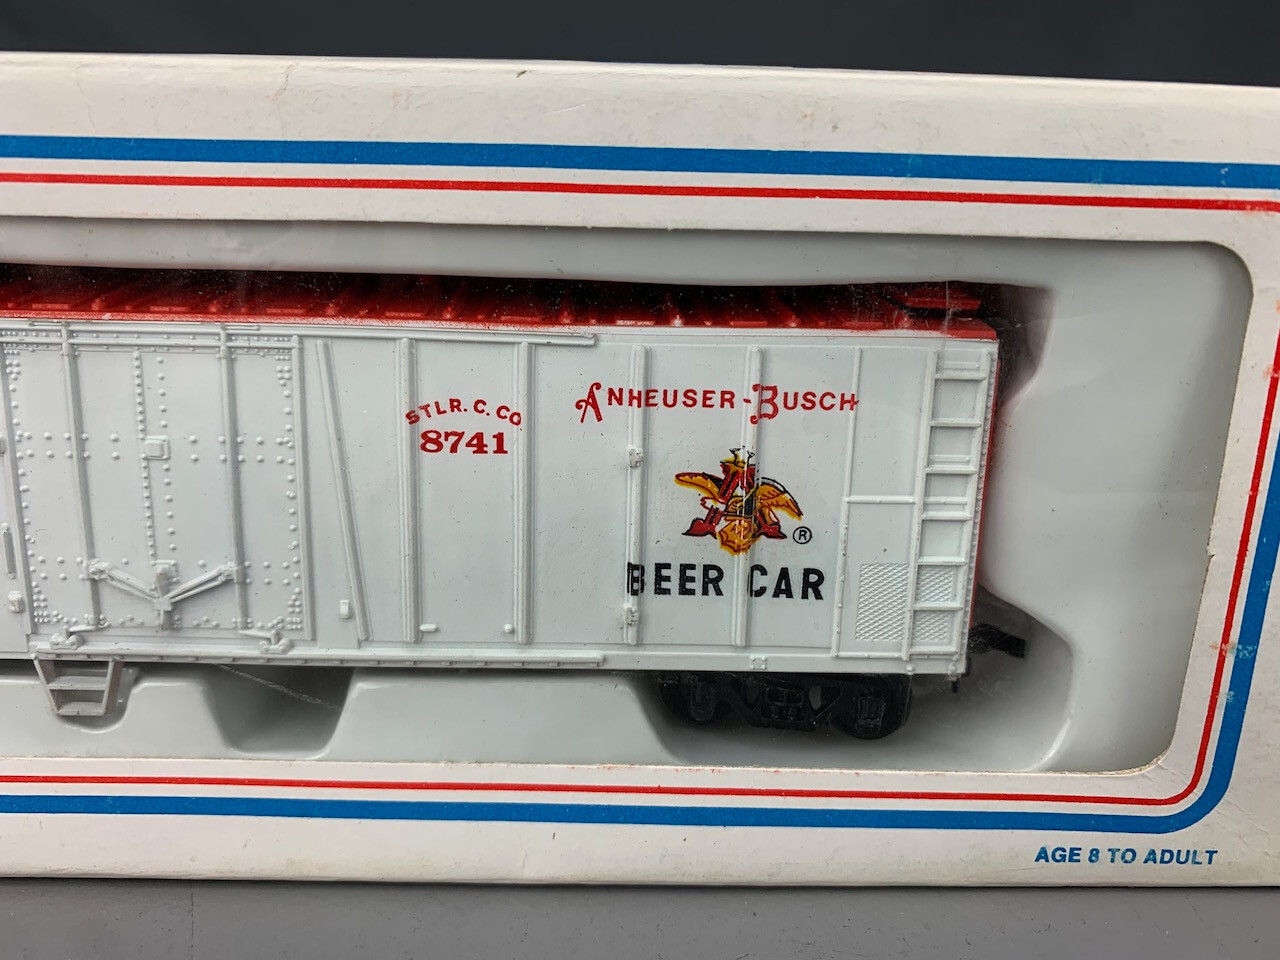 STLR. C. CO
8741
ANHEUSER-BUSCH
®
BEER CAR
AGE 8 TO ADULT